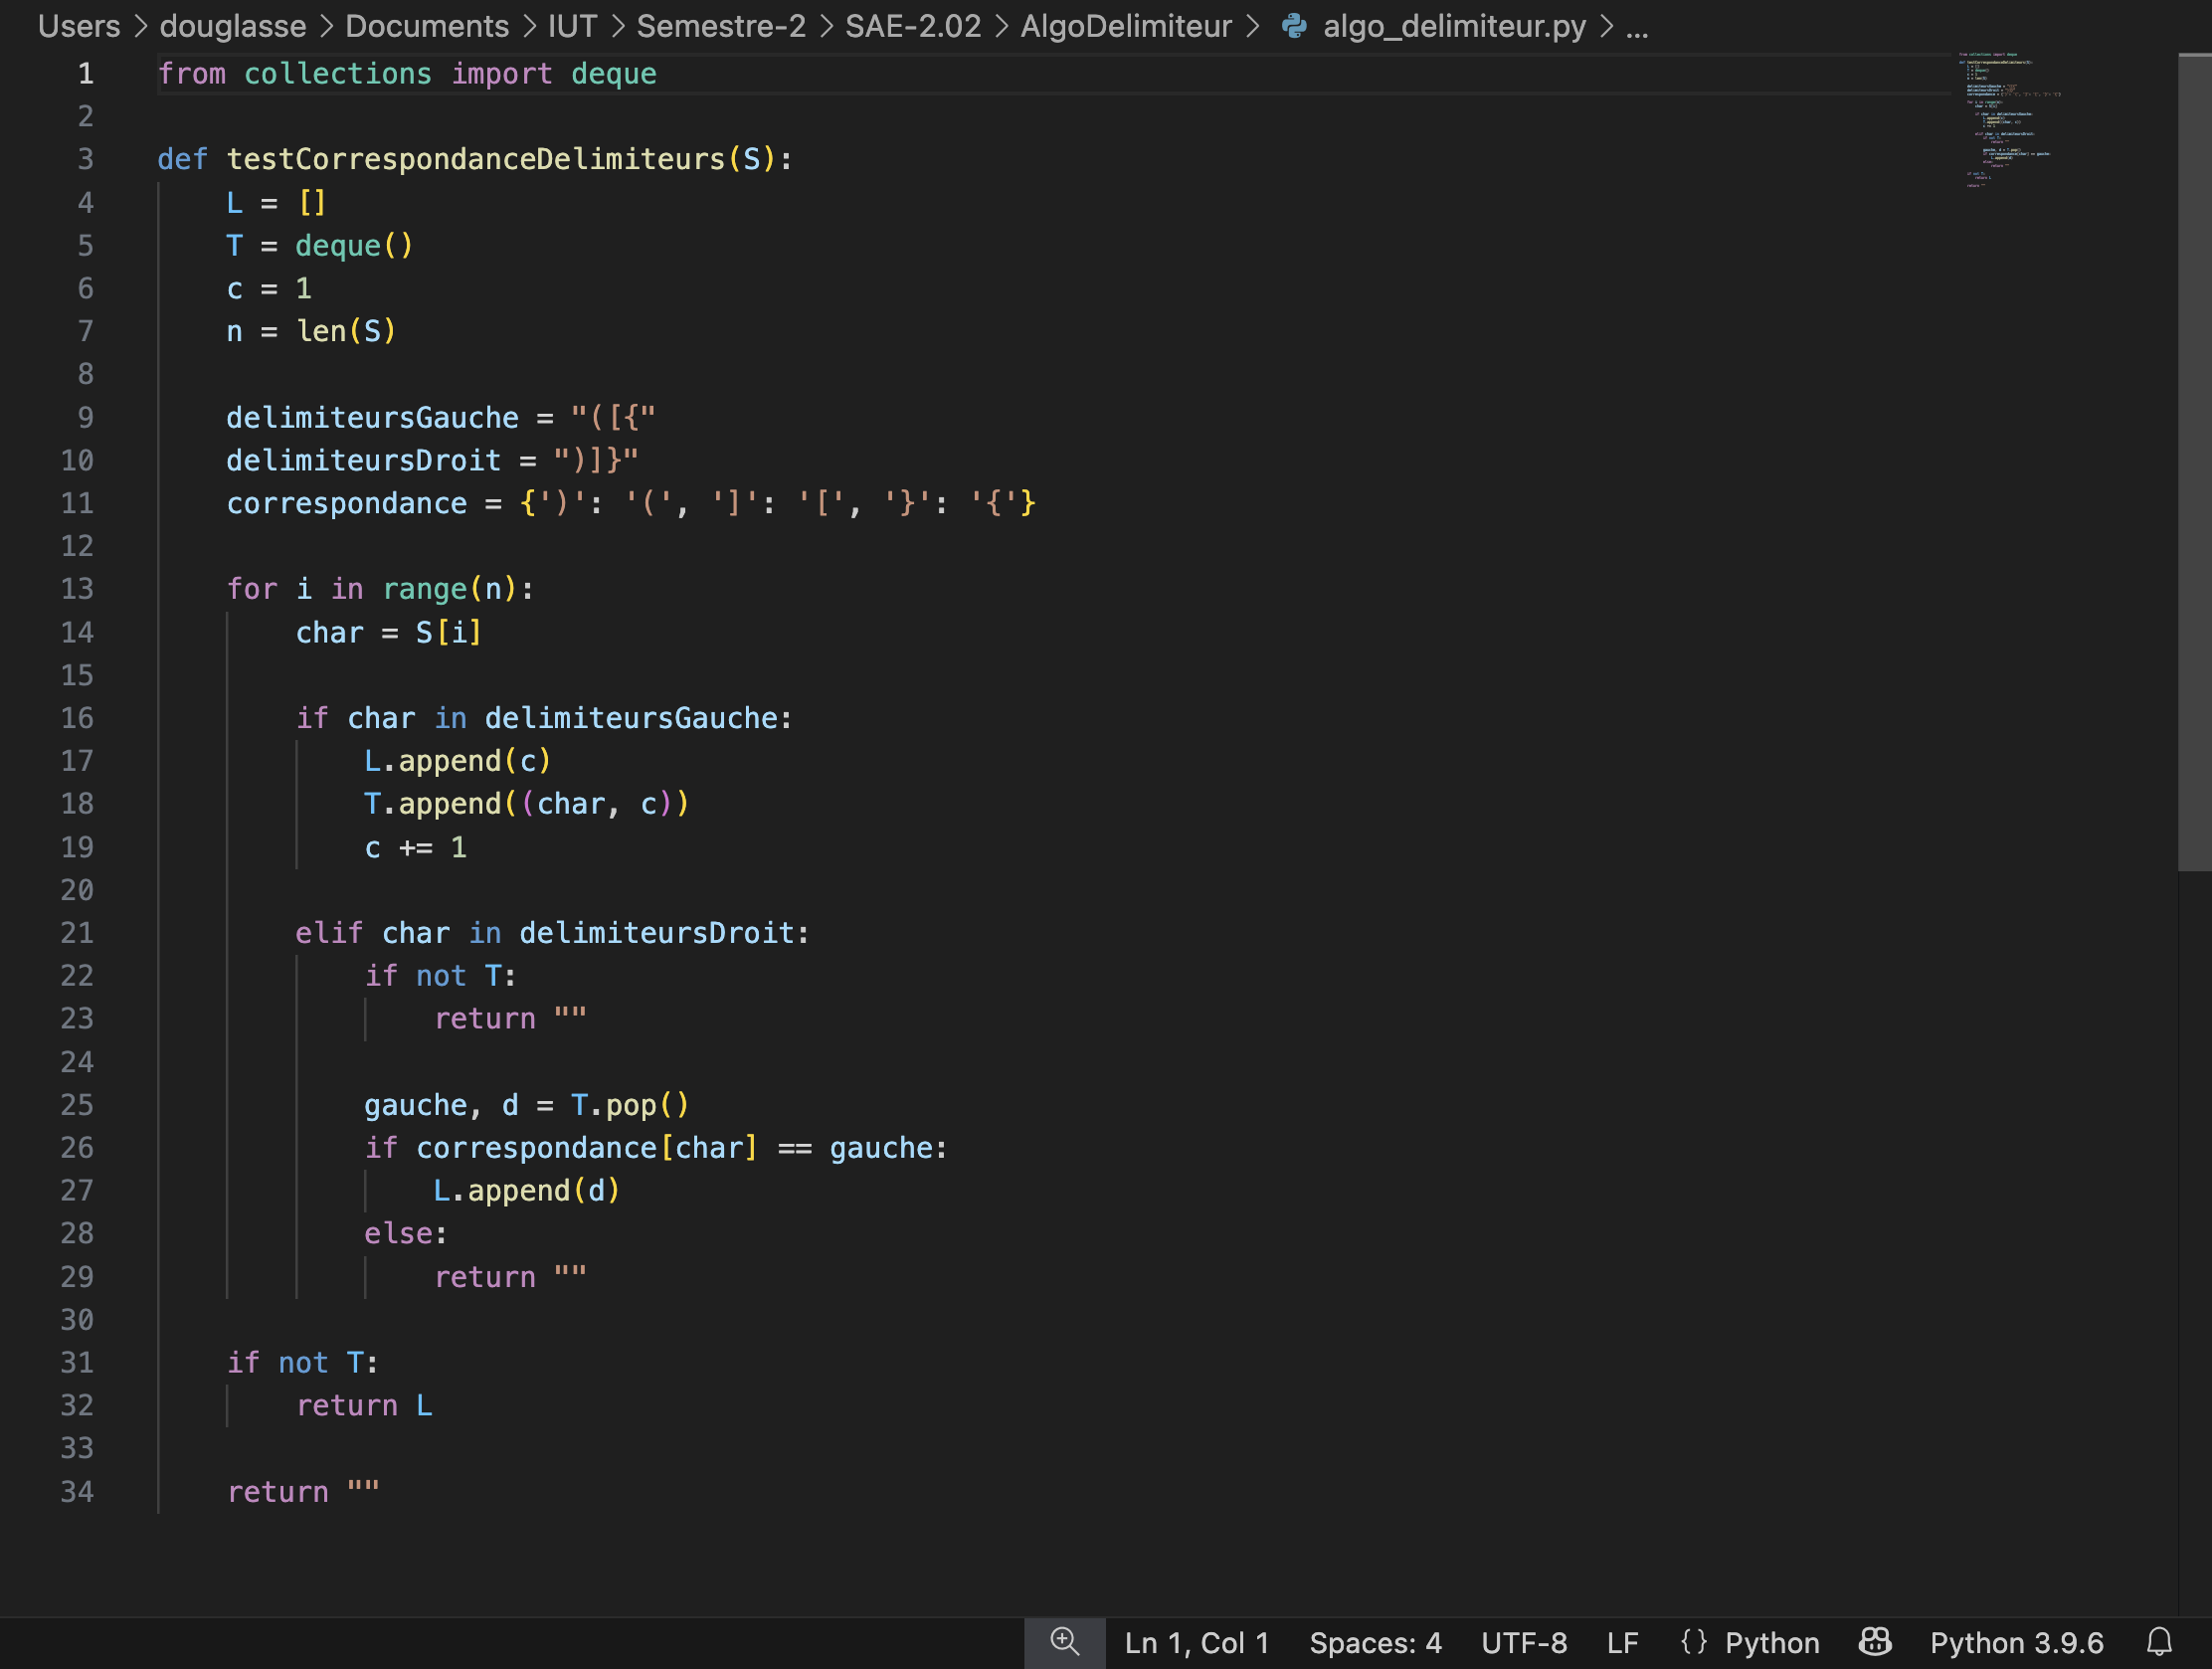 Users > douglasse > Documents > IUT > Semestre-2 > SAE-2.02 > AlgoDelimiteur > algo_delimiteur.py > ...
1 from collections import deque
2
3 def testCorrespondanceDelimiteurs(S):
4     L = []
5     T = deque()
6     c = 1
7     n = len(S)
8
9     delimiteursGauche = "([{"
10     delimiteursDroit = ")]}"
11     correspondance = {')': '(', ']': '[', '}': '{'}
12
13     for i in range(n):
14         char = S[i]
15
16         if char in delimiteursGauche:
17             L.append(c)
18             T.append((char, c))
19             c += 1
20
21         elif char in delimiteursDroit:
22             if not T:
23                 return ""
24
25             gauche, d = T.pop()
26             if correspondance[char] == gauche:
27                 L.append(d)
28             else:
29                 return ""
30
31     if not T:
32         return L
33
34     return ""
Ln 1, Col 1 Spaces: 4 UTF-8 LF {} Python Python 3.9.6